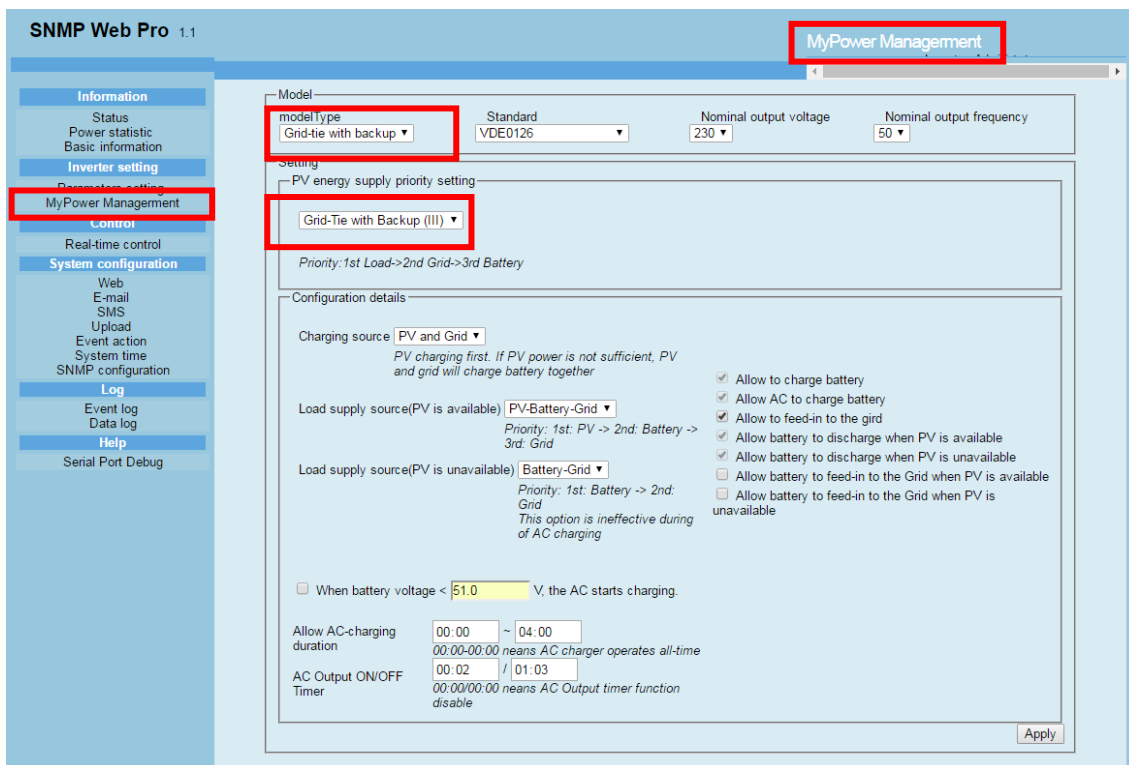 SNMP Web Pro 1.1
MyPower Managerment
Information
Status
Power statistic
Basic information
Inverter setting
Parameters setting
MyPower Managerment
Control
Real-time control
System configuration
Web
E-mail
SMS
Upload
Event action
System time
SNMP configuration
Log
Event log
Data log
Help
Serial Port Debug
Model
modelType Standard Nominal output voltage Nominal output frequency
Grid-tie with backup VDE0126 230 50
Setting
PV energy supply priority setting
Grid-Tie with Backup (III)
Priority:1st Load->2nd Grid->3rd Battery
Configuration details
Charging source PV and Grid
PV charging first. If PV power is not sufficient, PV
and grid will charge battery together
Load supply source(PV is available) PV-Battery-Grid
Priority: 1st: PV -> 2nd: Battery ->
3rd: Grid
Load supply source(PV is unavailable) Battery-Grid
Priority: 1st: Battery -> 2nd:
Grid
This option is ineffective during
of AC charging
Allow to charge battery
Allow AC to charge battery
Allow to feed-in to the gird
Allow battery to discharge when PV is available
Allow battery to discharge when PV is unavailable
Allow battery to feed-in to the Grid when PV is available
Allow battery to feed-in to the Grid when PV is
unavailable
When battery voltage < 51.0 V, the AC starts charging.
Allow AC-charging
duration
00:00 ~ 04:00
00:00-00:00 neans AC charger operates all-time
AC Output ON/OFF
Timer
00:02 / 01:03
00:00/00:00 neans AC Output timer function
disable
Apply